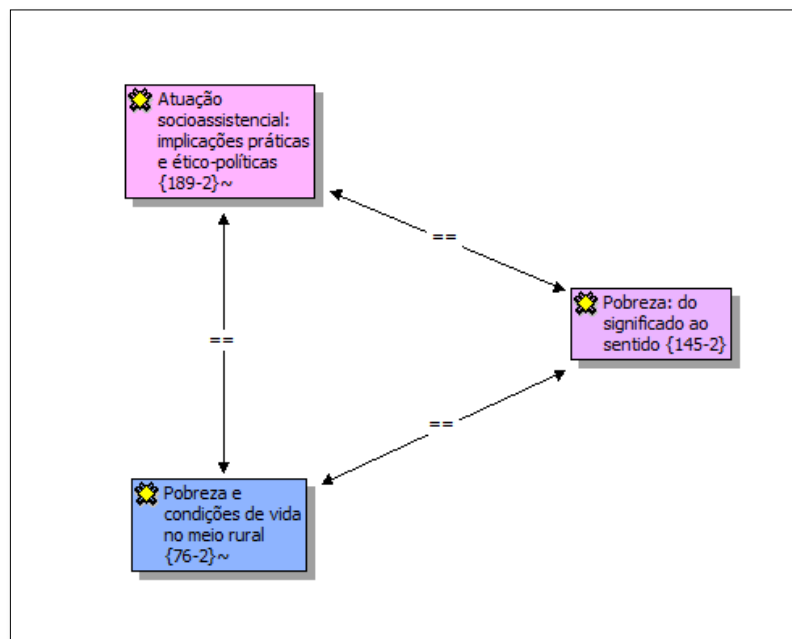 Atuação
socioassistencial:
implicações práticas
e ético-políticas
{189-2}~
==
==
Pobreza: do
significado ao
sentido {145-2}
==
Pobreza e
condições de vida
no meio rural
{76-2}~